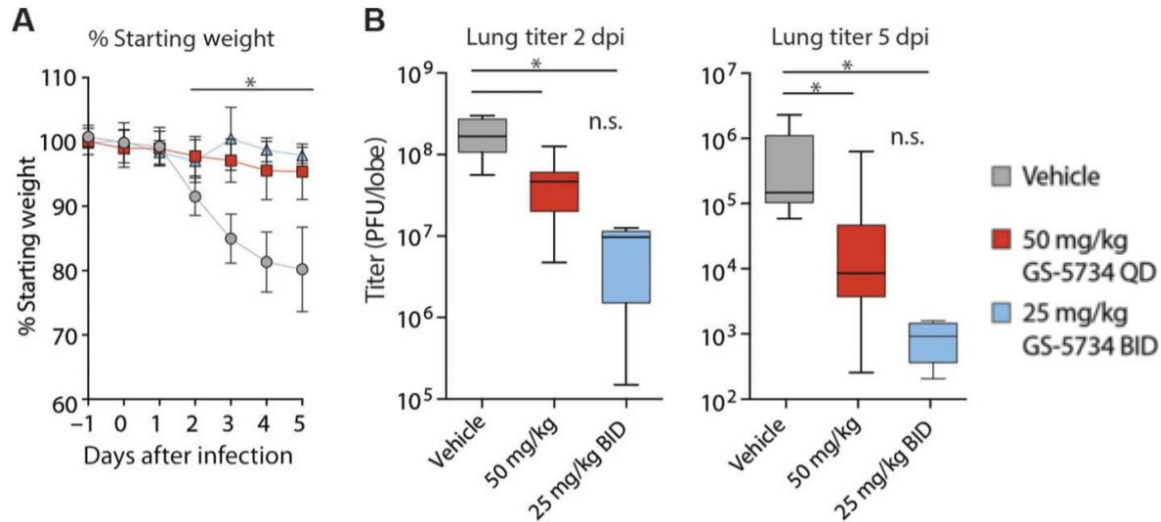 A
% Starting weight
% Starting weight
110
100
90
80
70
60
*
−1 0 1 2 3 4 5
Days after infection
B
Lung titer 2 dpi
Titer (PFU/lobe)
10⁹
10⁸
10⁷
10⁶
10⁵
*
n.s.
Vehicle
50 mg/kg
25 mg/kg BID
Lung titer 5 dpi
10⁷
10⁶
10⁵
10⁴
10³
10²
*
*
n.s.
Vehicle
50 mg/kg
25 mg/kg BID
Vehicle
50 mg/kg
GS-5734 QD
25 mg/kg
GS-5734 BID